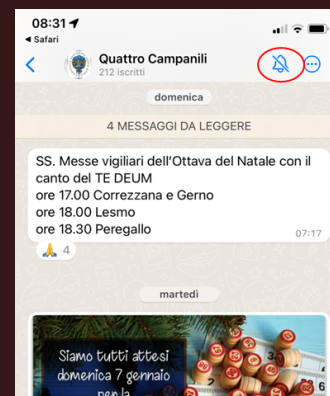 08:31
◀ Safari
Quattro Campanili
212 iscritti
domenica
4 MESSAGGI DA LEGGERE
SS. Messe vigiliari dell'Ottava del Natale con il
canto del TE DEUM
ore 17.00 Correzzana e Gerno
ore 18.00 Lesmo
ore 18.30 Peregallo
07:17
🙏 4
martedì
Siamo tutti attesi
domenica 7 gennaio
per la